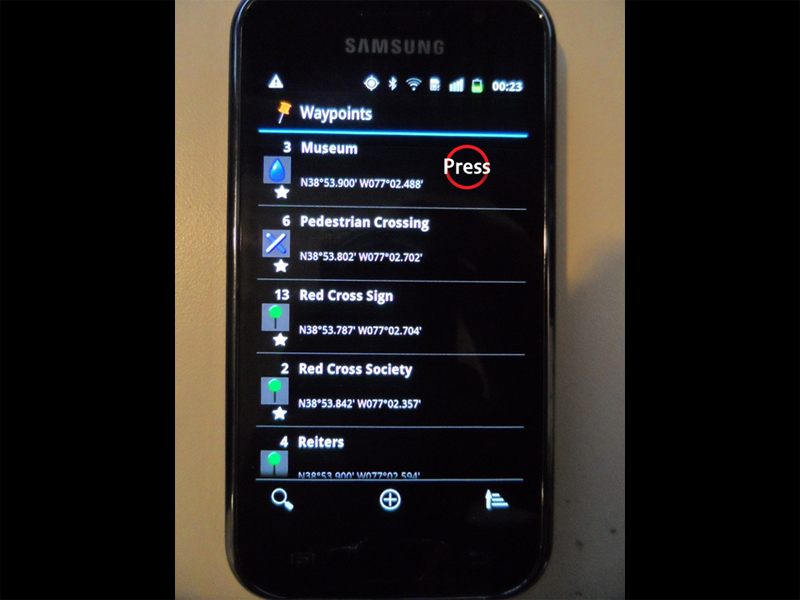 SAMSUNG
00:23
Waypoints
3 Museum
Press
N38°53.900' W077°02.488'
6 Pedestrian Crossing
N38°53.802' W077°02.702'
13 Red Cross Sign
N38°53.787' W077°02.704'
2 Red Cross Society
N38°53.842' W077°02.357'
4 Reiters
N38°53.900' W077°02.594'